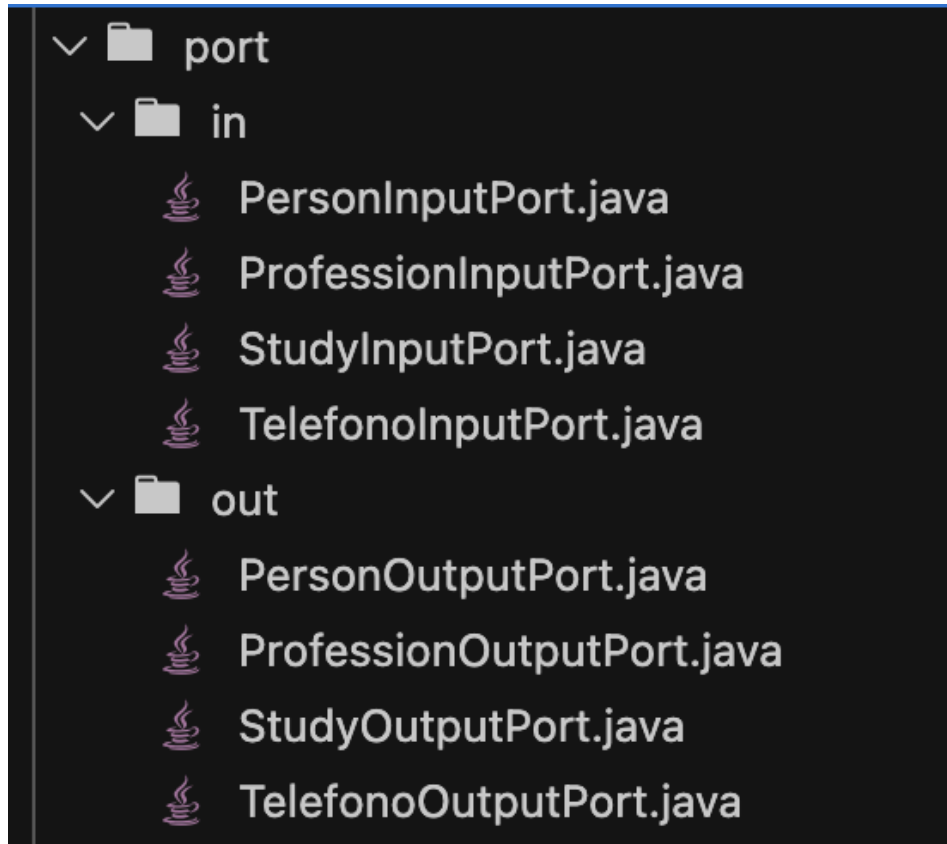 port
in
PersonInputPort.java
ProfessionInputPort.java
StudyInputPort.java
TelefonoInputPort.java
out
PersonOutputPort.java
ProfessionOutputPort.java
StudyOutputPort.java
TelefonoOutputPort.java